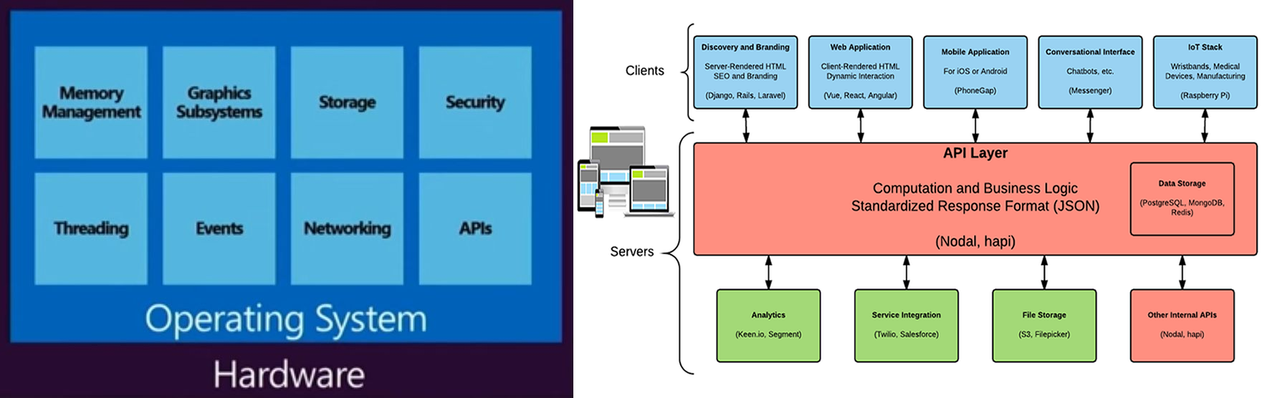 Memory
Management
Graphics
Subsystems
Storage
Security
Threading
Events
Networking
APIs
Operating System
Hardware
Clients
Discovery and Branding
Server-Rendered HTML
SEO and Branding
(Django, Rails, Laravel)
Web Application
Client-Rendered HTML
Dynamic Interaction
(Vue, React, Angular)
Mobile Application
For iOS or Android
(PhoneGap)
Conversational Interface
Chatbots, etc.
(Messenger)
IoT Stack
Wristbands, Medical
Devices, Manufacturing
(Raspberry Pi)
Servers
API Layer
Computation and Business Logic
Standardized Response Format (JSON)
(Nodal, hapi)
Data Storage
(PostgreSQL, MongoDB,
Redis)
Analytics
(Keen.io, Segment)
Service Integration
(Twilio, Salesforce)
File Storage
(S3, Filepicker)
Other Internal APIs
(Nodal, hapi)